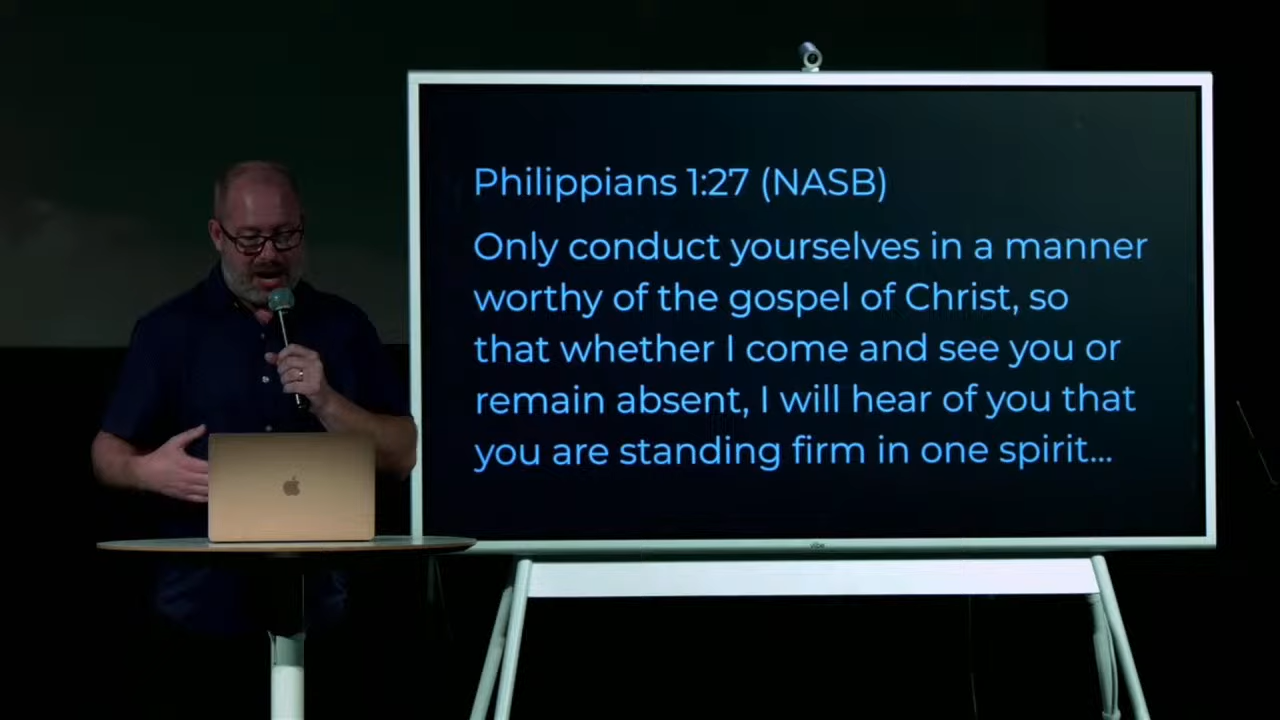 Philippians 1:27 (NASB)
Only conduct yourselves in a manner
worthy of the gospel of Christ, so
that whether I come and see you or
remain absent, I will hear of you that
you are standing firm in one spirit...
vibe